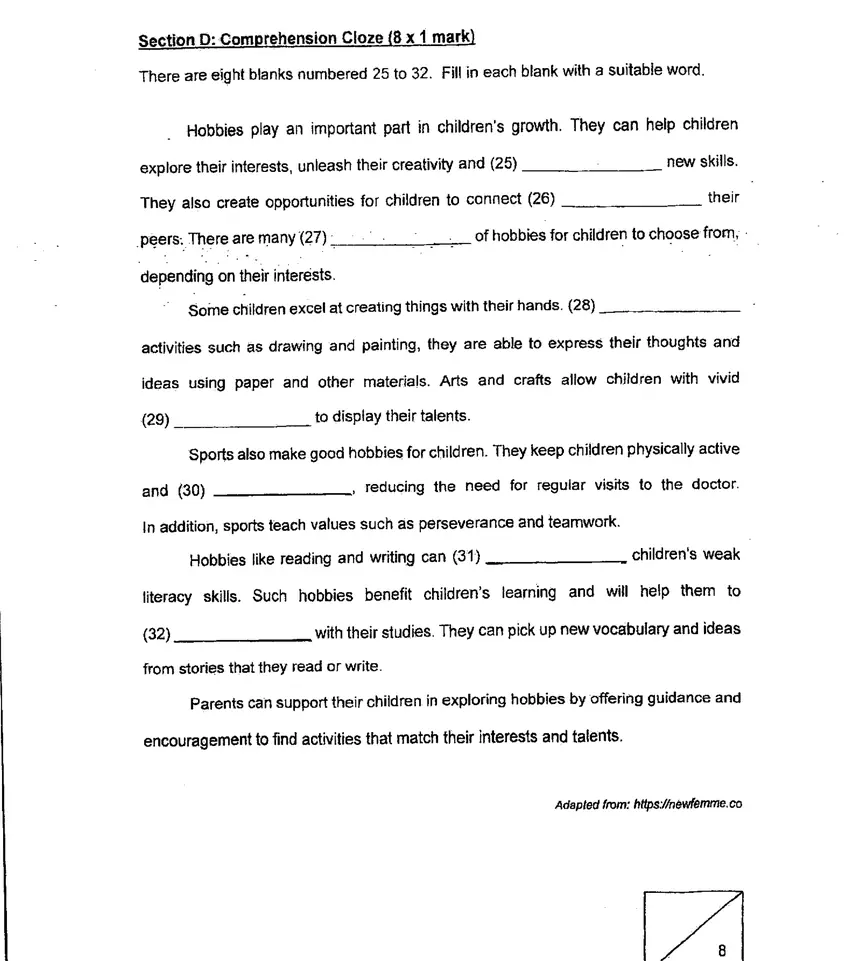 Section D: Comprehension Cloze (8 x 1 mark)
There are eight blanks numbered 25 to 32. Fill in each blank with a suitable word.
Hobbies play an important part in children's growth. They can help children
explore their interests, unleash their creativity and (25) _______________ new skills.
They also create opportunities for children to connect (26) _______________ their
peers. There are many (27) _______________ of hobbies for children to choose from,
depending on their interests.
Some children excel at creating things with their hands. (28) _______________
activities such as drawing and painting, they are able to express their thoughts and
ideas using paper and other materials. Arts and crafts allow children with vivid
(29) _______________ to display their talents.
Sports also make good hobbies for children. They keep children physically active
and (30) _______________, reducing the need for regular visits to the doctor.
In addition, sports teach values such as perseverance and teamwork.
Hobbies like reading and writing can (31) _______________ children's weak
literacy skills. Such hobbies benefit children's learning and will help them to
(32) _______________ with their studies. They can pick up new vocabulary and ideas
from stories that they read or write.
Parents can support their children in exploring hobbies by offering guidance and
encouragement to find activities that match their interests and talents.
Adapted from: https://newfemme.co
8